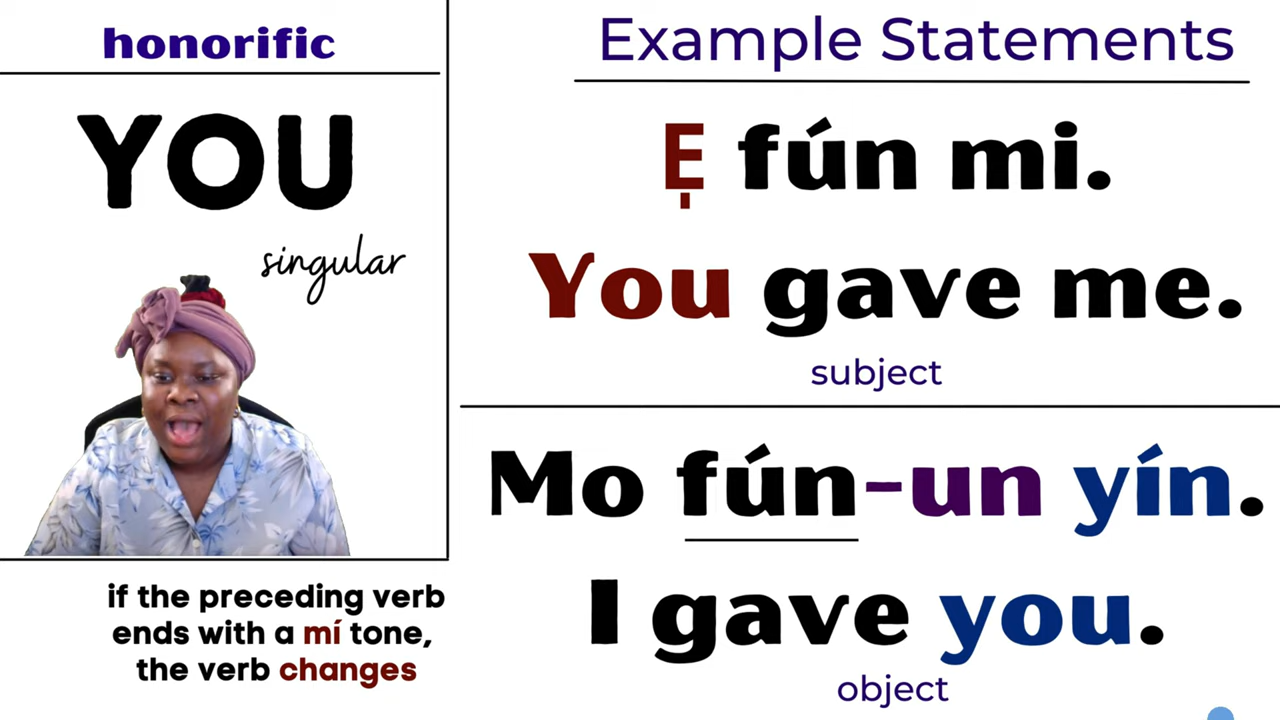 honorific
YOU
singular
if the preceding verb
ends with a mí tone,
the verb changes
Example Statements
Ẹ fún mi.
You gave me.
subject
Mo fún-un yín.
I gave you.
object